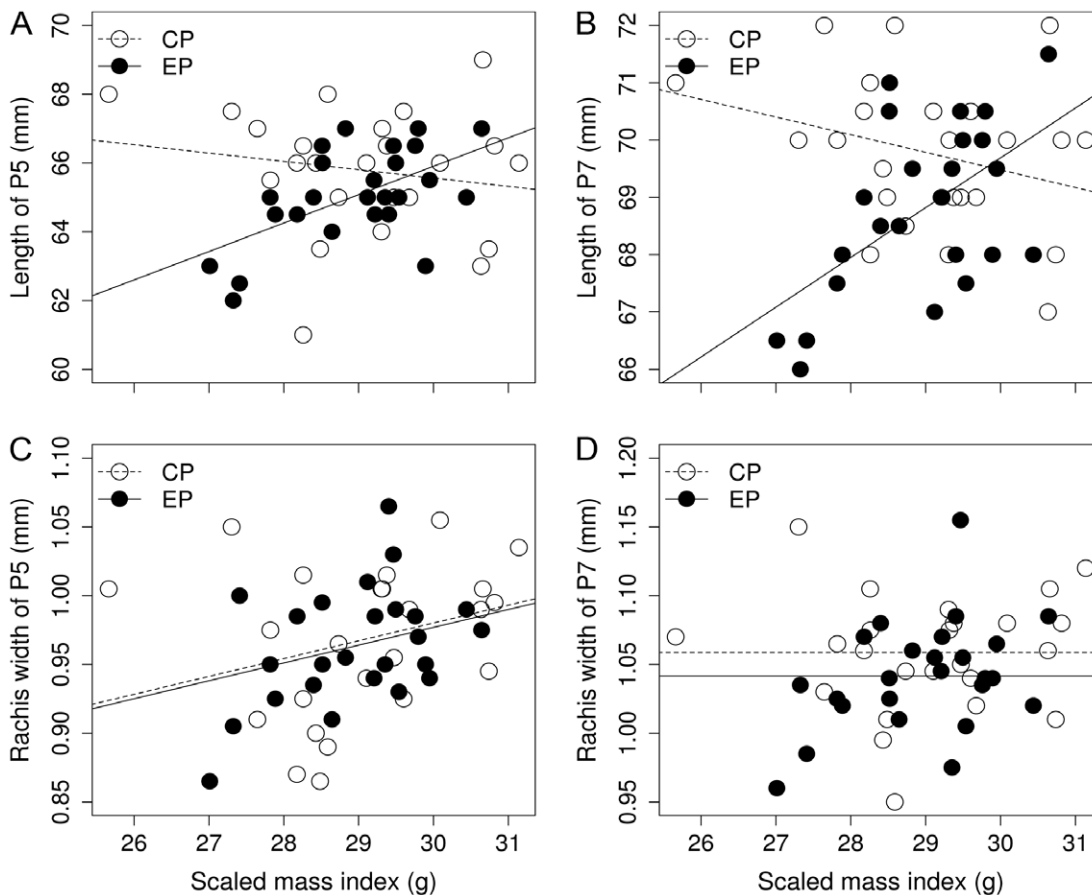 A
CP
EP
Length of P5 (mm)
60 62 64 66 68 70
B
CP
EP
Length of P7 (mm)
66 67 68 69 70 71 72
C
CP
EP
Rachis width of P5 (mm)
0.85 0.90 0.95 1.00 1.05 1.10
27 28 29 30 31
Scaled mass index (g)
D
CP
EP
Rachis width of P7 (mm)
0.95 1.00 1.05 1.10 1.15 1.20
26 27 28 29 30 31
Scaled mass index (g)